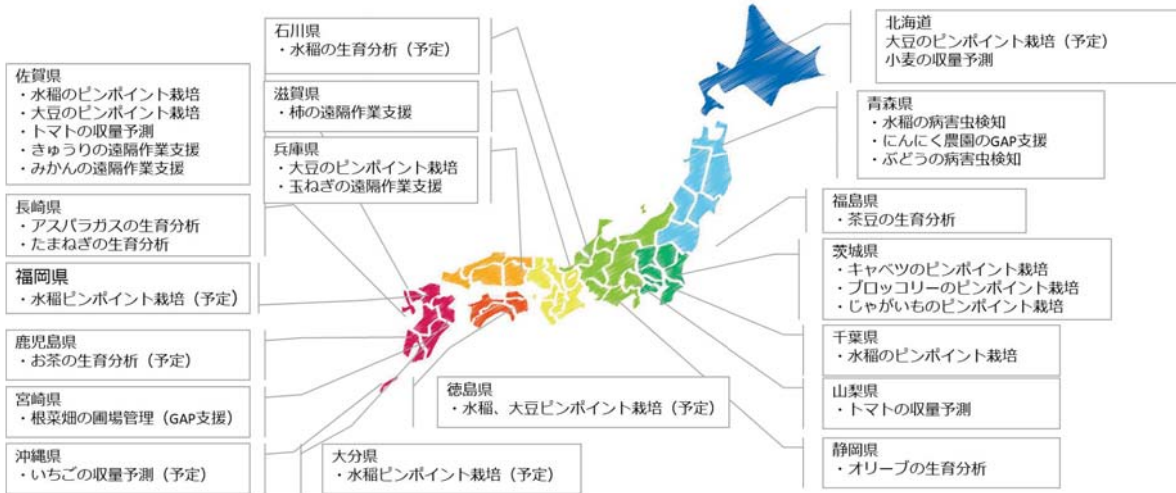 石川県
・水稲の生育分析（予定）
滋賀県
・柿の遠隔作業支援
兵庫県
・大豆のピンポイント栽培
・玉ねぎの遠隔作業支援
佐賀県
・水稲のピンポイント栽培
・大豆のピンポイント栽培
・トマトの収量予測
・きゅうりの遠隔作業支援
・みかんの遠隔作業支援
長崎県
・アスパラガスの生育分析
・たまねぎの生育分析
福岡県
・水稲ピンポイント栽培（予定）
鹿児島県
・お茶の生育分析（予定）
宮崎県
・根菜畑の圃場管理（GAP支援）
沖縄県
・いちごの収量予測（予定）
大分県
・水稲ピンポイント栽培（予定）
徳島県
・水稲、大豆ピンポイント栽培（予定）
北海道
大豆のピンポイント栽培（予定）
小麦の収量予測
青森県
・水稲の病害虫検知
・にんにく農園のGAP支援
・ぶどうの病害虫検知
福島県
・茶豆の生育分析
茨城県
・キャベツのピンポイント栽培
・ブロッコリーのピンポイント栽培
・じゃがいものピンポイント栽培
千葉県
・水稲のピンポイント栽培
山梨県
・トマトの収量予測
静岡県
・オリーブの生育分析